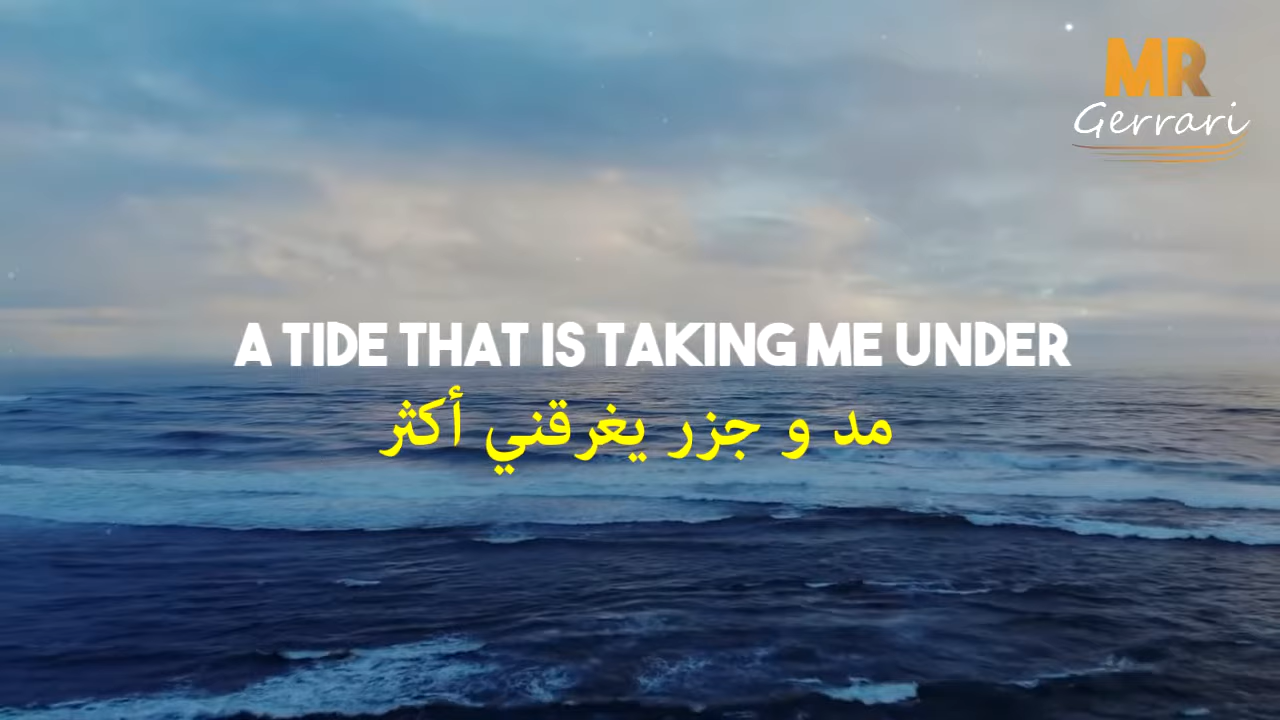 MR
Gerrari
A TIDE THAT IS TAKING ME UNDER
مد و جزر يغرقني أكثر